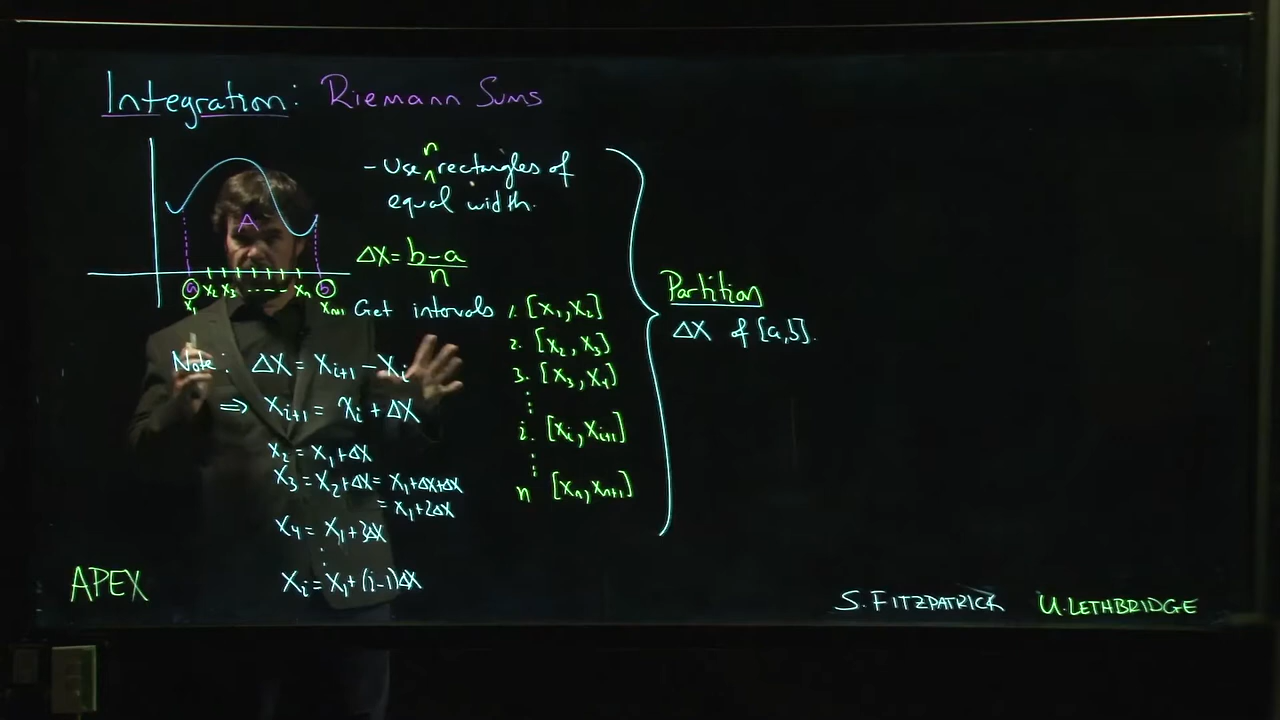 Integration: Riemann Sums
- Use n rectangles of
equal width.
A
Δx = b-a/n
a x2 x3 ----- xn b
x1 xn+1
Get intervals 1. [x1, x2]
2. [x2, x3]
3. [x3, x4]
⋮
i. [xi, xi+1]
⋮
n [xn, xn+1]
Partition
Δx of [a,b].
Note: Δx = xi+1 - xi
⇒ xi+1 = xi + Δx
x2 = x1 + Δx
x3 = x2 + Δx = x1 + Δx + Δx
= x1 + 2Δx
x4 = x1 + 3Δx
⋮
xi = x1 + (i-1)Δx
APEX
S. FITZPATRICK U. LETHBRIDGE